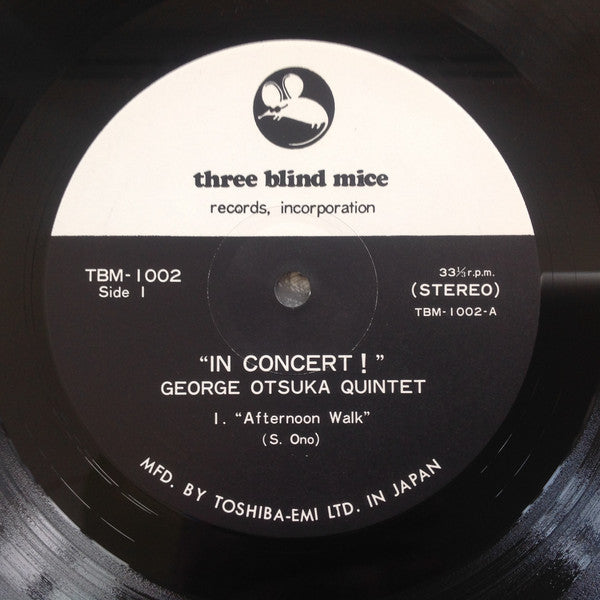 three blind mice
records, incorporation
TBM-1002
Side 1
33⅓ r.p.m.
(STEREO)
TBM-1002-A
“IN CONCERT!”
GEORGE OTSUKA QUINTET
1. “Afternoon Walk”
(S. Ono)
MFD. BY TOSHIBA-EMI LTD. IN JAPAN